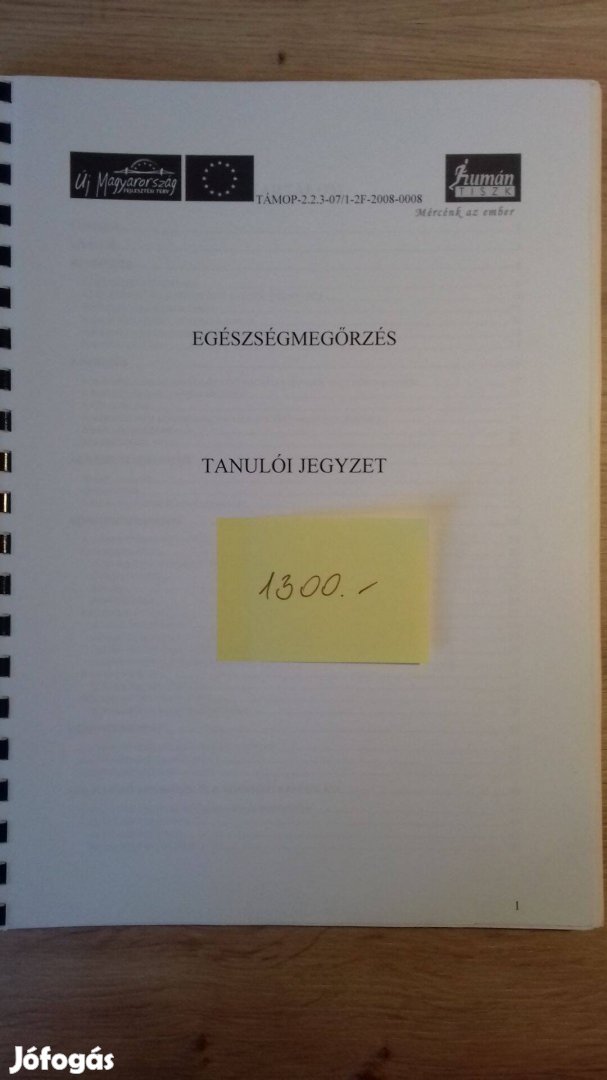 Új Magyarország
FEJLESZTÉSI TERV
TÁMOP-2.2.3-07/1-2F-2008-0008
Humán
TISZK
Mércénk az ember
EGÉSZSÉGMEGŐRZÉS
TANULÓI JEGYZET
1300.-
1
Jófogás